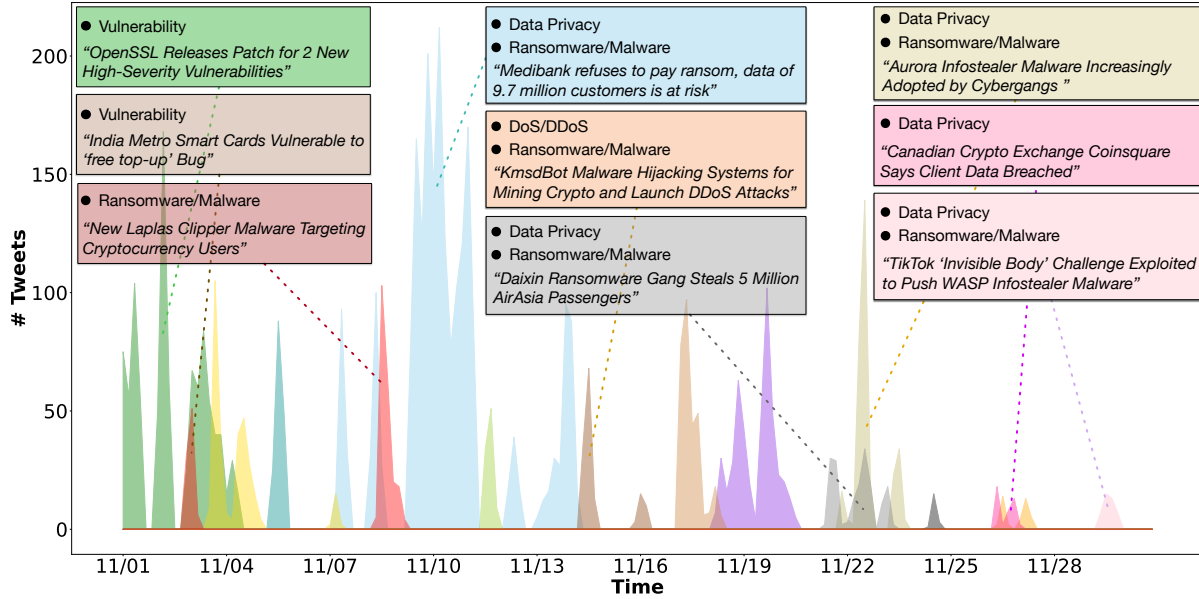 ● Vulnerability
“OpenSSL Releases Patch for 2 New
High-Severity Vulnerabilities”
● Vulnerability
“India Metro Smart Cards Vulnerable to
‘free top-up’ Bug”
● Ransomware/Malware
“New Laplas Clipper Malware Targeting
Cryptocurrency Users”
● Data Privacy
● Ransomware/Malware
“Medibank refuses to pay ransom, data of
9.7 million customers is at risk”
● DoS/DDoS
● Ransomware/Malware
“KmsdBot Malware Hijacking Systems for
Mining Crypto and Launch DDoS Attacks”
● Data Privacy
● Ransomware/Malware
“Daixin Ransomware Gang Steals 5 Million
AirAsia Passengers”
● Data Privacy
● Ransomware/Malware
“Aurora Infostealer Malware Increasingly
Adopted by Cybergangs ”
● Data Privacy
“Canadian Crypto Exchange Coinsquare
Says Client Data Breached”
● Data Privacy
● Ransomware/Malware
“TikTok ‘Invisible Body’ Challenge Exploited
to Push WASP Infostealer Malware”
# Tweets
200
150
100
50
0
11/01 11/04 11/07 11/10 11/13 11/16 11/19 11/22 11/25 11/28
Time